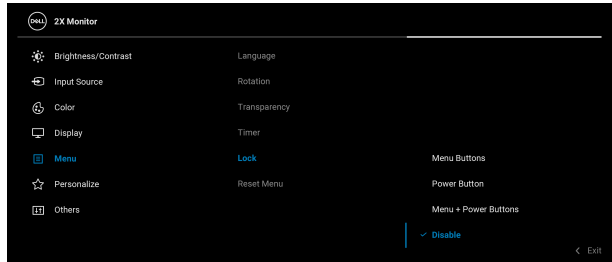 DELL 2X Monitor
Brightness/Contrast Language
Input Source Rotation
Color Transparency
Display Timer
Menu Lock Menu Buttons
Personalize Reset Menu Power Button
Others Menu + Power Buttons
Disable
Exit